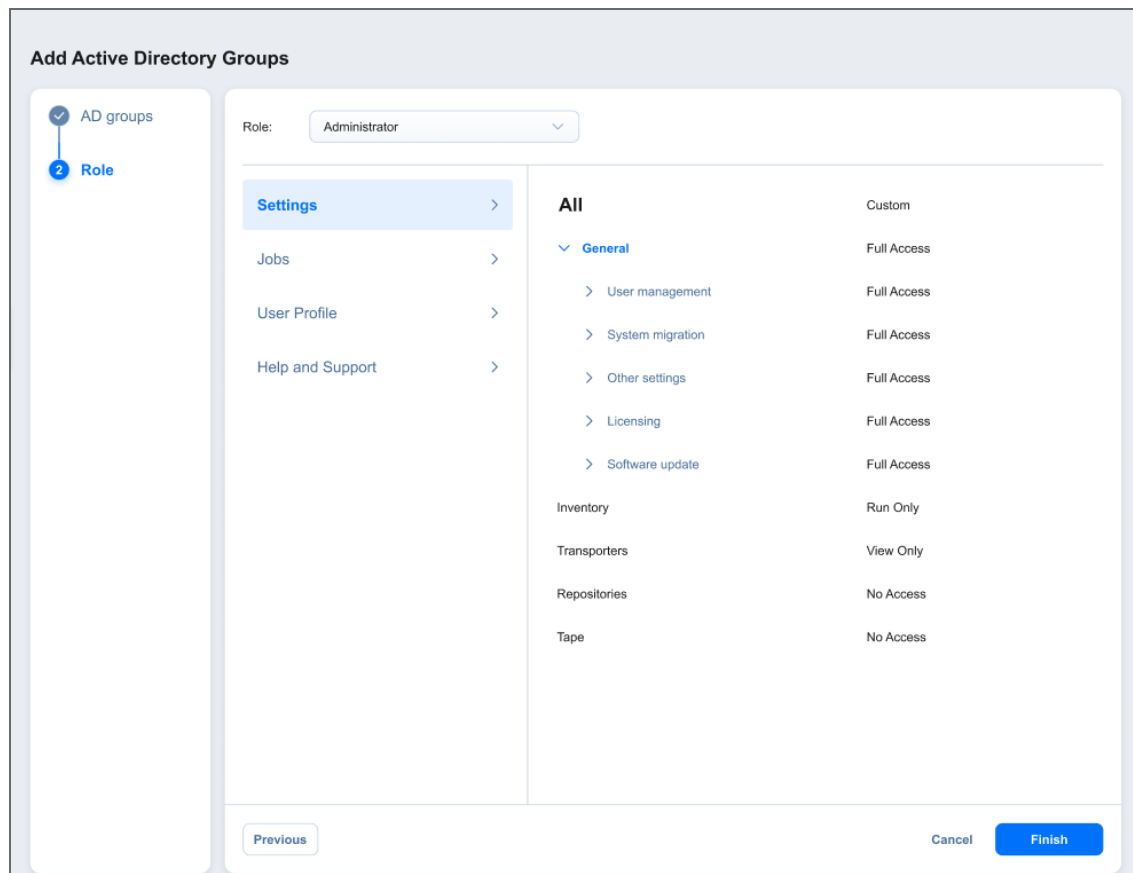 Add Active Directory Groups
AD groups
2 Role
Role: Administrator
Settings
Jobs
User Profile
Help and Support
All Custom
General Full Access
User management Full Access
System migration Full Access
Other settings Full Access
Licensing Full Access
Software update Full Access
Inventory Run Only
Transporters View Only
Repositories No Access
Tape No Access
Previous Cancel Finish